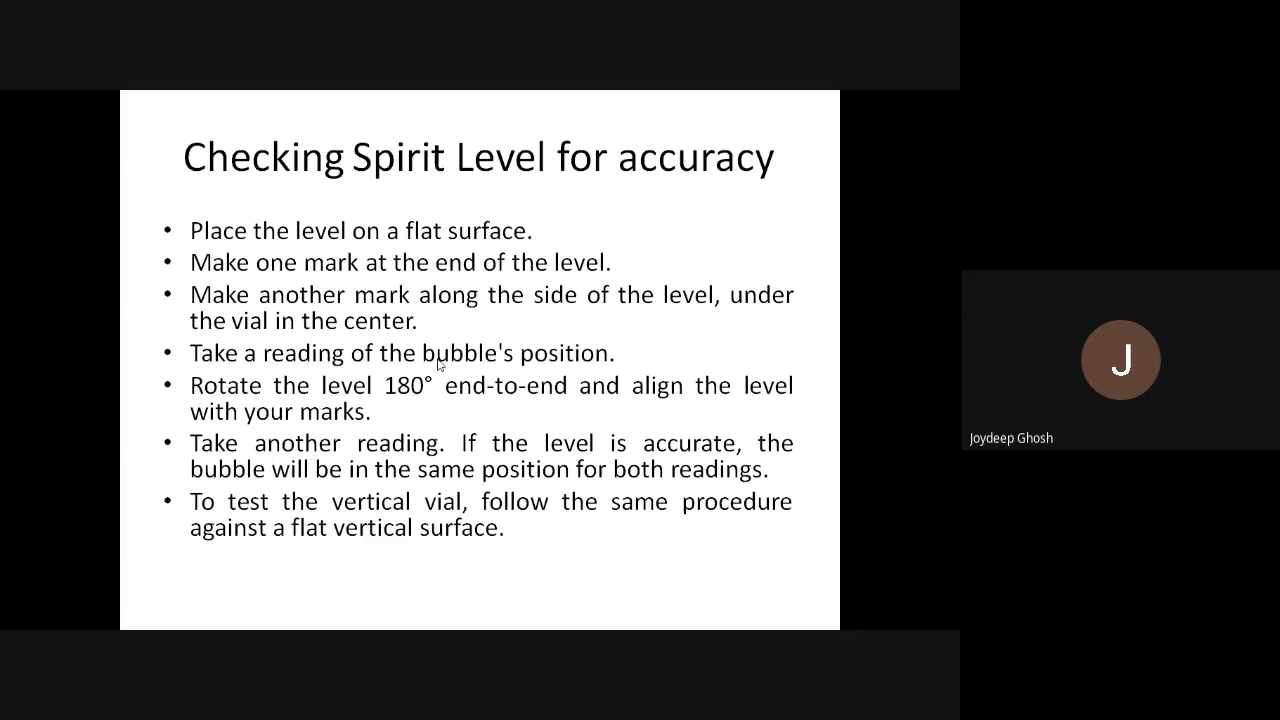 Checking Spirit Level for accuracy
• Place the level on a flat surface.
• Make one mark at the end of the level.
• Make another mark along the side of the level, under
the vial in the center.
• Take a reading of the bubble's position.
• Rotate the level 180° end-to-end and align the level
with your marks.
• Take another reading. If the level is accurate, the
bubble will be in the same position for both readings.
• To test the vertical vial, follow the same procedure
against a flat vertical surface.
J
Joydeep Ghosh